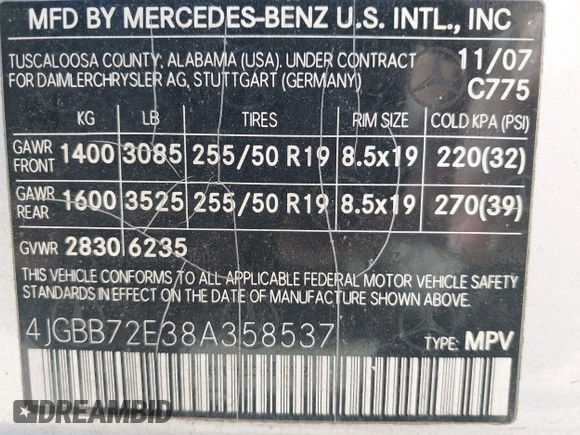 MFD BY MERCEDES-BENZ U.S. INTL., INC
TUSCALOOSA COUNTY, ALABAMA (USA), UNDER CONTRACT 11/07
FOR DAIMLERCHRYSLER AG, STUTTGART (GERMANY) C775
KG LB TIRES RIM SIZE COLD KPA (PSI)
GAWR FRONT 1400 3085 255/50 R19 8.5x19 220(32)
GAWR REAR 1600 3525 255/50 R19 8.5x19 270(39)
GVWR 2830 6235
THIS VEHICLE CONFORMS TO ALL APPLICABLE FEDERAL MOTOR VEHICLE SAFETY
STANDARDS IN EFFECT ON THE DATE OF MANUFACTURE SHOWN ABOVE.
4JGBB72E38A358537 TYPE: MPV
DREAMBID